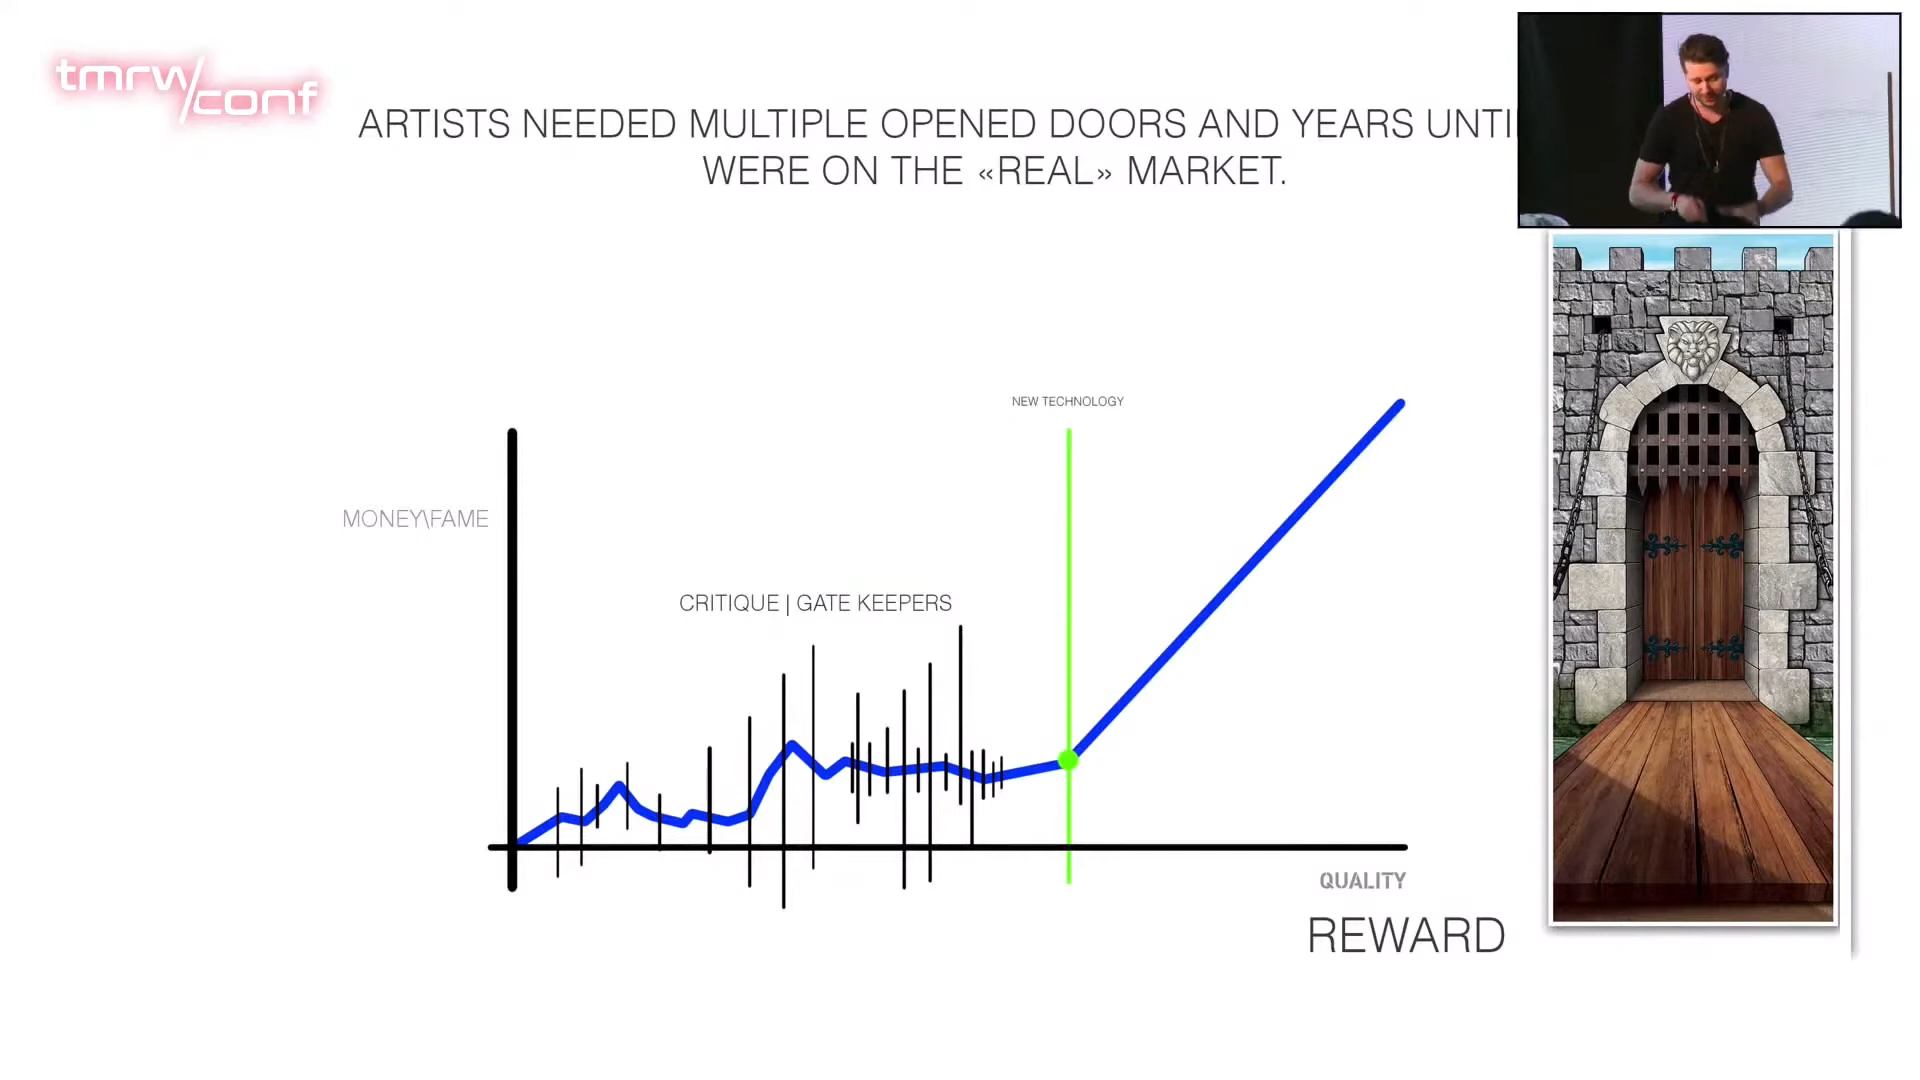 tmrw/conf
ARTISTS NEEDED MULTIPLE OPENED DOORS AND YEARS
WERE ON THE «REAL» MARKET.
NEW TECHNOLOGY
MONEY\FAME
CRITIQUE | GATE KEEPERS
QUALITY
REWARD